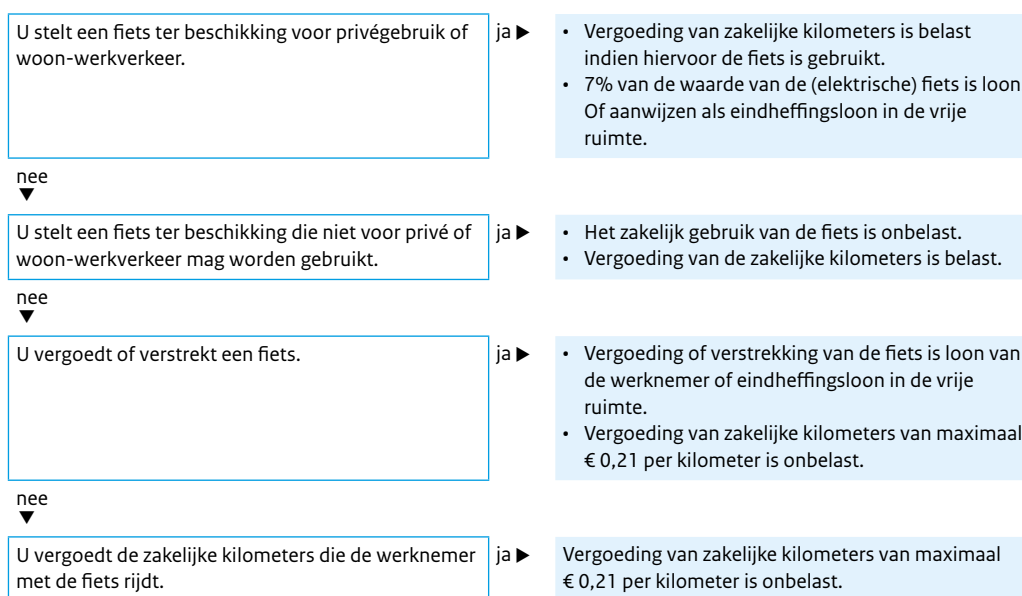 U stelt een fiets ter beschikking voor privégebruik of
woon-werkverkeer.
ja ▶
• Vergoeding van zakelijke kilometers is belast
indien hiervoor de fiets is gebruikt.
• 7% van de waarde van de (elektrische) fiets is loon
Of aanwijzen als eindheffingsloon in de vrije
ruimte.
nee
▼
U stelt een fiets ter beschikking die niet voor privé of
woon-werkverkeer mag worden gebruikt.
ja ▶
• Het zakelijk gebruik van de fiets is onbelast.
• Vergoeding van de zakelijke kilometers is belast.
nee
▼
U vergoedt of verstrekt een fiets.
ja ▶
• Vergoeding of verstrekking van de fiets is loon van
de werknemer of eindheffingsloon in de vrije
ruimte.
• Vergoeding van zakelijke kilometers van maximaal
€ 0,21 per kilometer is onbelast.
nee
▼
U vergoedt de zakelijke kilometers die de werknemer
met de fiets rijdt.
ja ▶
Vergoeding van zakelijke kilometers van maximaal
€ 0,21 per kilometer is onbelast.